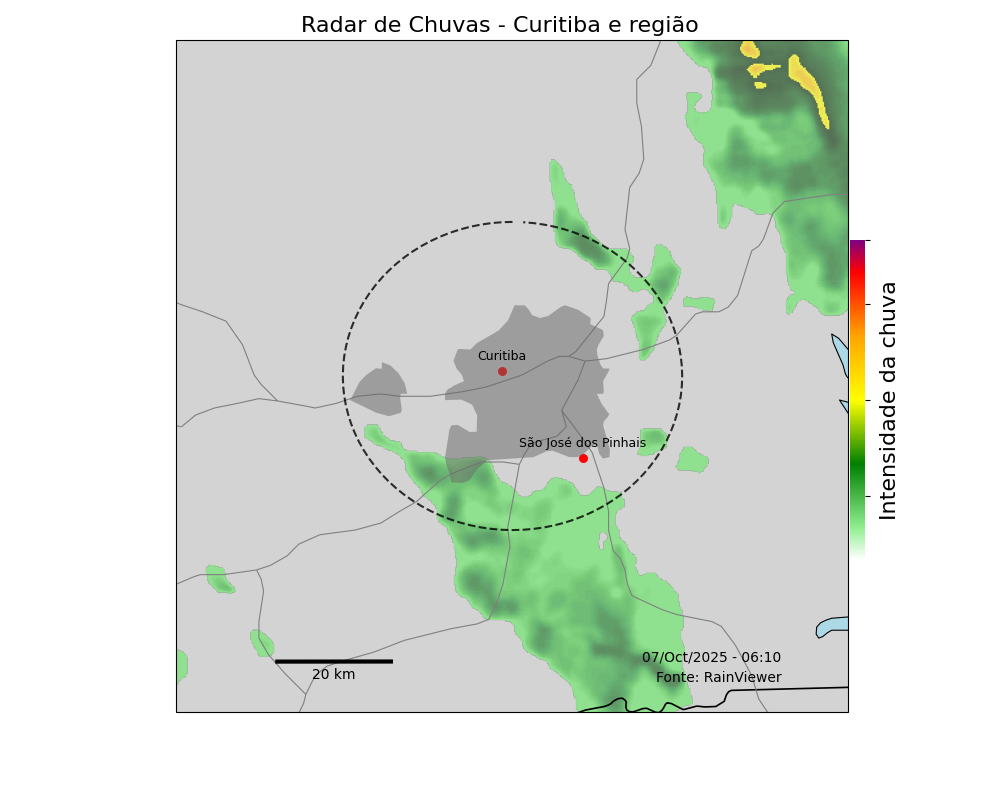 Radar de Chuvas - Curitiba e região
Curitiba
São José dos Pinhais
Intensidade da chuva
07/Oct/2025 - 06:10
Fonte: RainViewer
20 km